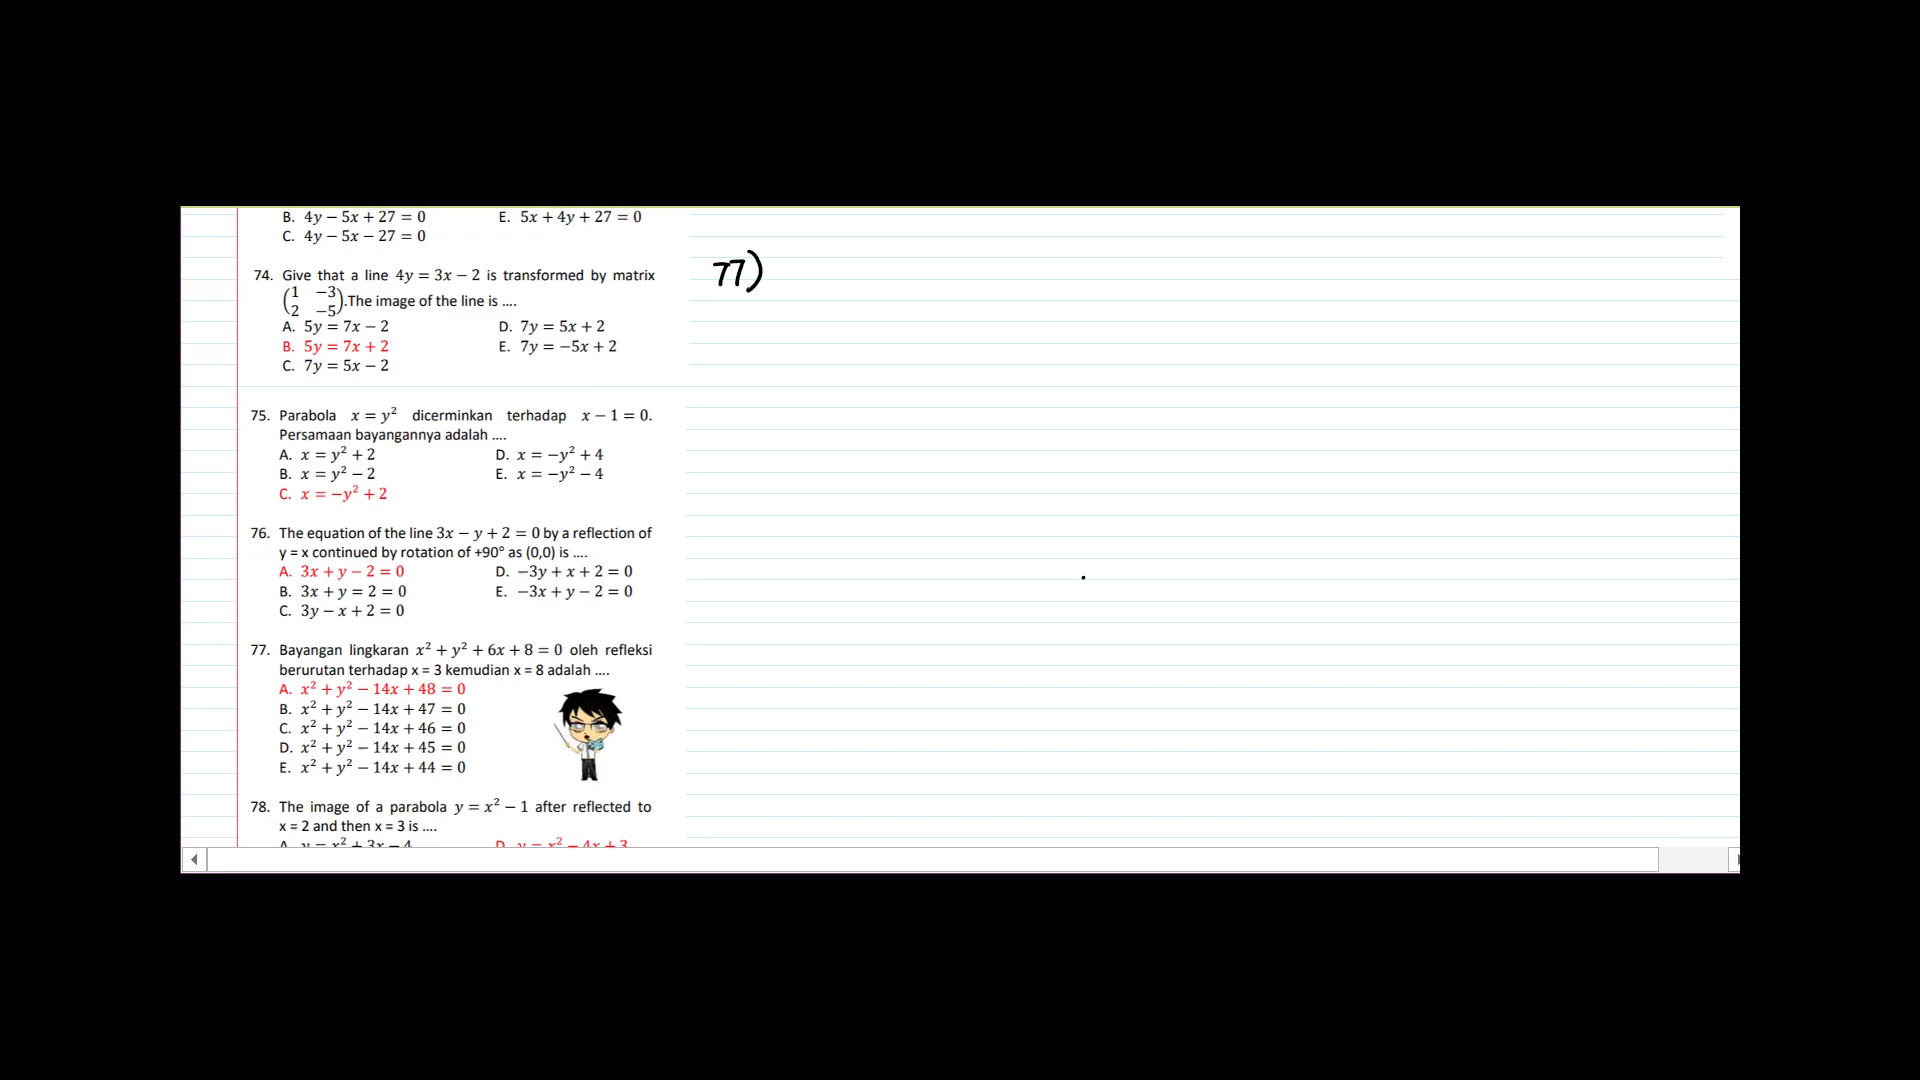 B. 4y − 5x + 27 = 0 E. 5x + 4y + 27 = 0
C. 4y − 5x − 27 = 0
77)
74. Give that a line 4y = 3x − 2 is transformed by matrix
(1 −3
2 −5).The image of the line is ....
A. 5y = 7x − 2 D. 7y = 5x + 2
B. 5y = 7x + 2 E. 7y = −5x + 2
C. 7y = 5x − 2
75. Parabola x = y² dicerminkan terhadap x − 1 = 0.
Persamaan bayangannya adalah ....
A. x = y² + 2 D. x = −y² + 4
B. x = y² − 2 E. x = −y² − 4
C. x = −y² + 2
76. The equation of the line 3x − y + 2 = 0 by a reflection of
y = x continued by rotation of +90° as (0,0) is ....
A. 3x + y − 2 = 0 D. −3y + x + 2 = 0
B. 3x + y = 2 = 0 E. −3x + y − 2 = 0
C. 3y − x + 2 = 0
77. Bayangan lingkaran x² + y² + 6x + 8 = 0 oleh refleksi
berurutan terhadap x = 3 kemudian x = 8 adalah ....
A. x² + y² − 14x + 48 = 0
B. x² + y² − 14x + 47 = 0
C. x² + y² − 14x + 46 = 0
D. x² + y² − 14x + 45 = 0
E. x² + y² − 14x + 44 = 0
78. The image of a parabola y = x² − 1 after reflected to
x = 2 and then x = 3 is ....
A. y = x² + 3x − 4 D. y = x² − 4x + 3